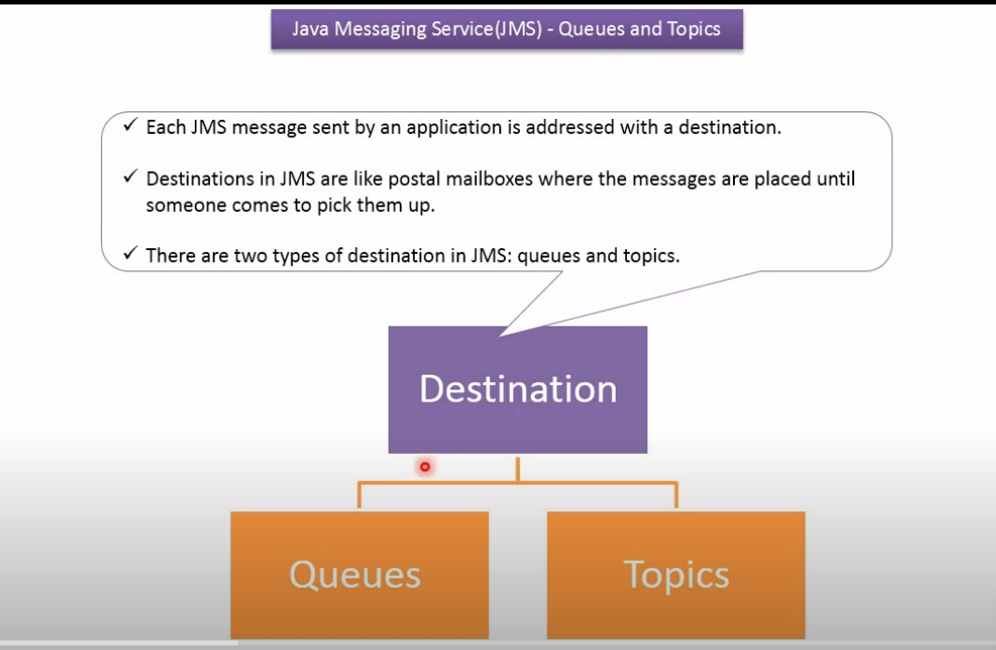 Java Messaging Service(JMS) - Queues and Topics
✓ Each JMS message sent by an application is addressed with a destination.
✓ Destinations in JMS are like postal mailboxes where the messages are placed until
someone comes to pick them up.
✓ There are two types of destination in JMS: queues and topics.
Destination
Queues
Topics